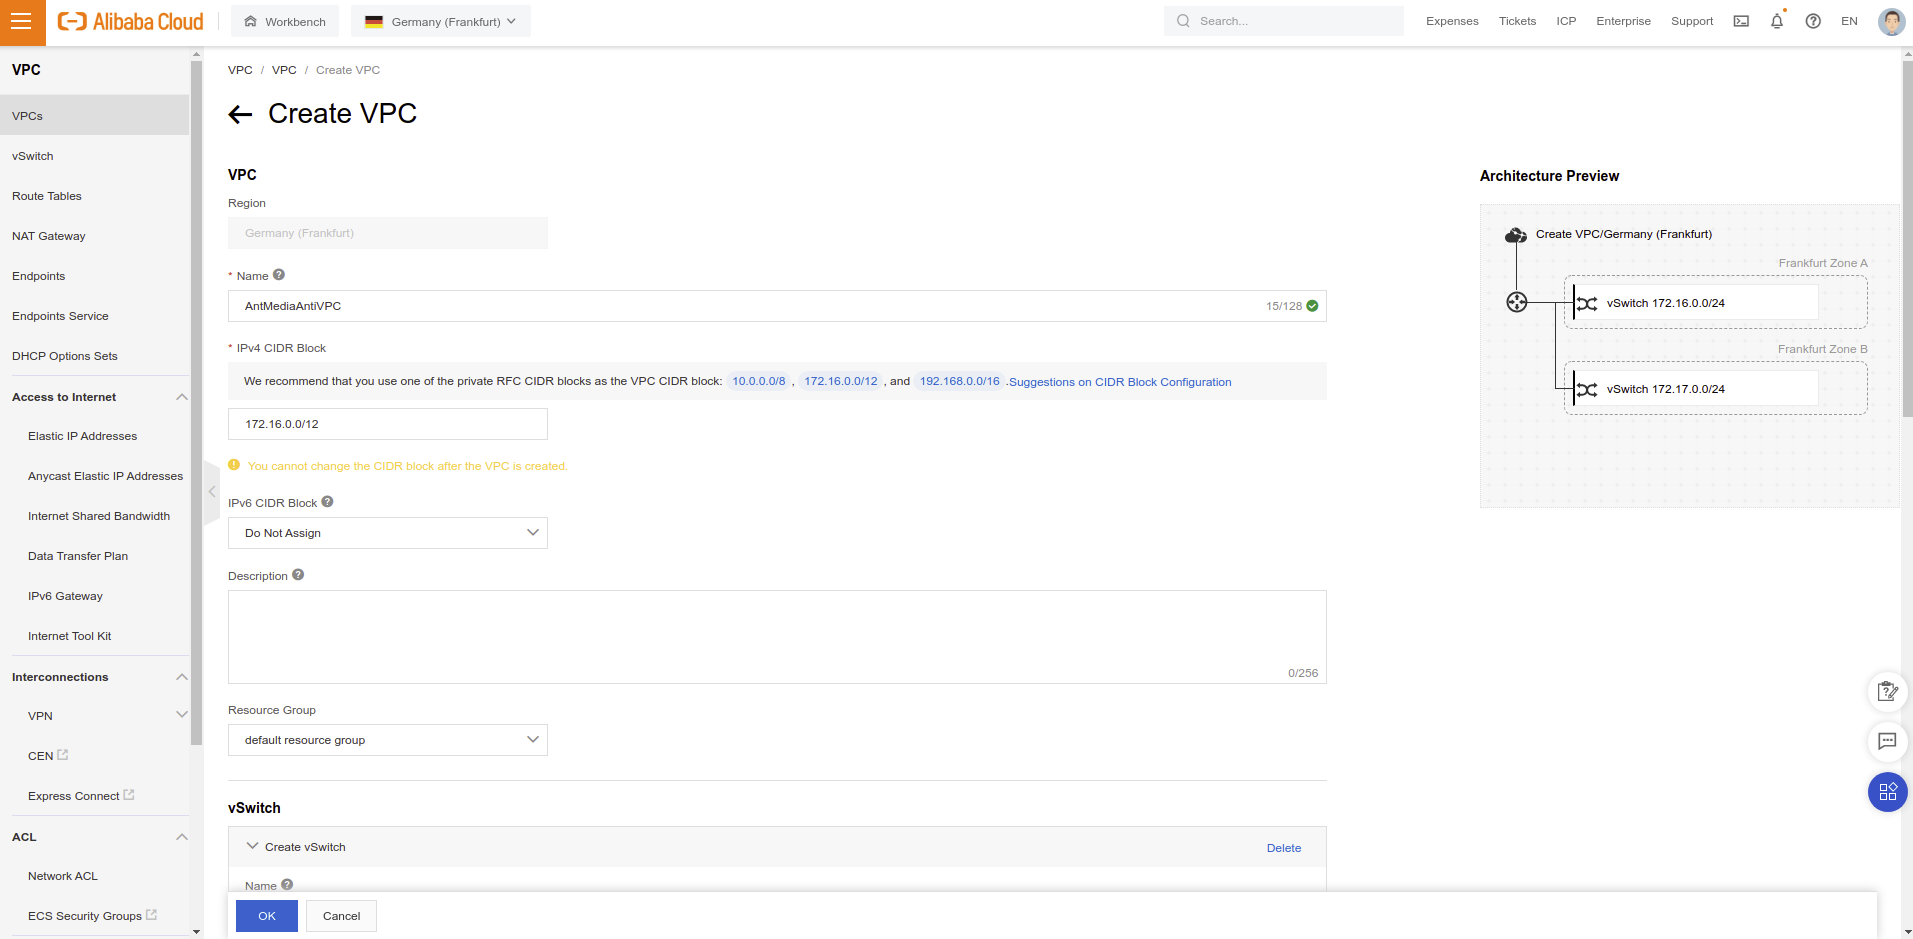 Alibaba Cloud
Workbench
Germany (Frankfurt)
Search...
Expenses
Tickets
ICP
Enterprise
Support
EN
VPC
VPCs
vSwitch
Route Tables
NAT Gateway
Endpoints
Endpoints Service
DHCP Options Sets
Access to Internet
Elastic IP Addresses
Anycast Elastic IP Addresses
Internet Shared Bandwidth
Data Transfer Plan
IPv6 Gateway
Internet Tool Kit
Interconnections
VPN
CEN
Express Connect
ACL
Network ACL
ECS Security Groups
VPC / VPC / Create VPC
Create VPC
VPC
Region
Germany (Frankfurt)
* Name
AntMediaAntiVPC
15/128
* IPv4 CIDR Block
We recommend that you use one of the private RFC CIDR blocks as the VPC CIDR block: 10.0.0.0/8 , 172.16.0.0/12 , and 192.168.0.0/16 .Suggestions on CIDR Block Configuration
172.16.0.0/12
You cannot change the CIDR block after the VPC is created.
IPv6 CIDR Block
Do Not Assign
Description
0/256
Resource Group
default resource group
vSwitch
Create vSwitch
Delete
Name
OK
Cancel
Architecture Preview
Create VPC/Germany (Frankfurt)
Frankfurt Zone A
vSwitch 172.16.0.0/24
Frankfurt Zone B
vSwitch 172.17.0.0/24